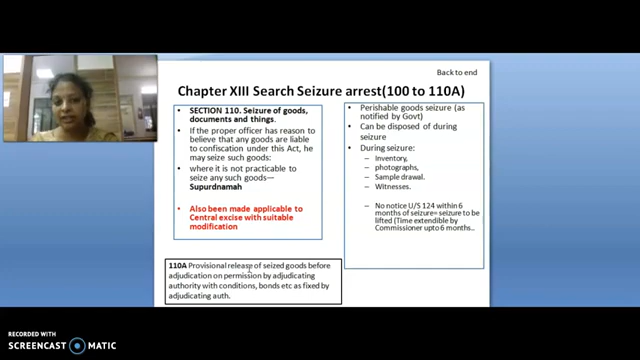 Back to end
Chapter XIII Search Seizure arrest(100 to 110A)
SECTION 110. Seizure of goods,
documents and things.
If the proper officer has reason to
believe that any goods are liable
to confiscation under this Act, he
may seize such goods:
where it is not practicable to
seize any such goods—
Supurdnamah
Also been made applicable to
Central excise with suitable
modification
Perishable goods seizure (as
notified by Govt)
Can be disposed of during
seizure
During seizure:
Inventory,
photographs,
Sample drawal.
Witnesses.
No notice U/S 124 within 6
months of seizure= seizure to be
lifted (Time extendible by
Commissioner upto 6 months..
110A Provisional release of seized goods before
adjudication on permission by adjudicating
authority with conditions, bonds etc as fixed by
adjudicating auth.
RECORDED WITH
SCREENCAST MATIC